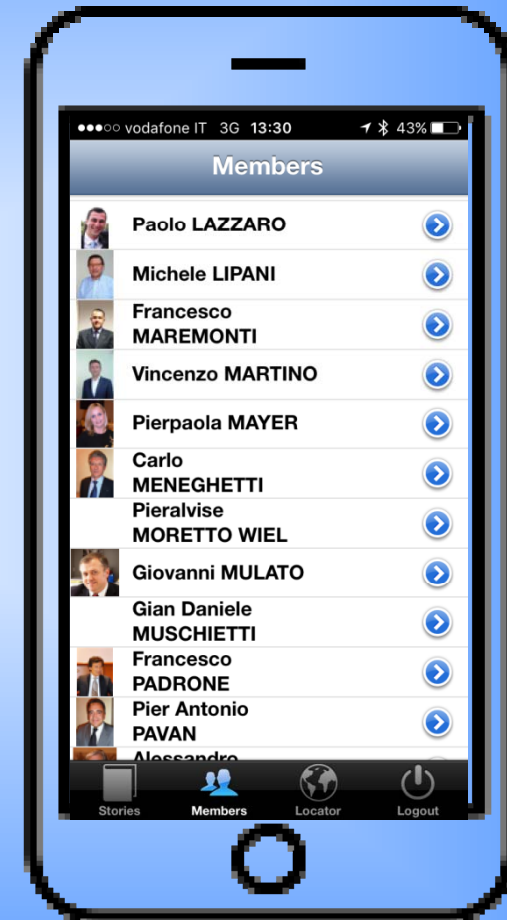 vodafone IT 3G 13:30 43%
Members
Paolo LAZZARO
Michele LIPANI
Francesco
MAREMONTI
Vincenzo MARTINO
Pierpaola MAYER
Carlo
MENEGHETTI
Pieralvise
MORETTO WIEL
Giovanni MULATO
Gian Daniele
MUSCHIETTI
Francesco
PADRONE
Pier Antonio
PAVAN
Alessandro
Stories Members Locator Logout